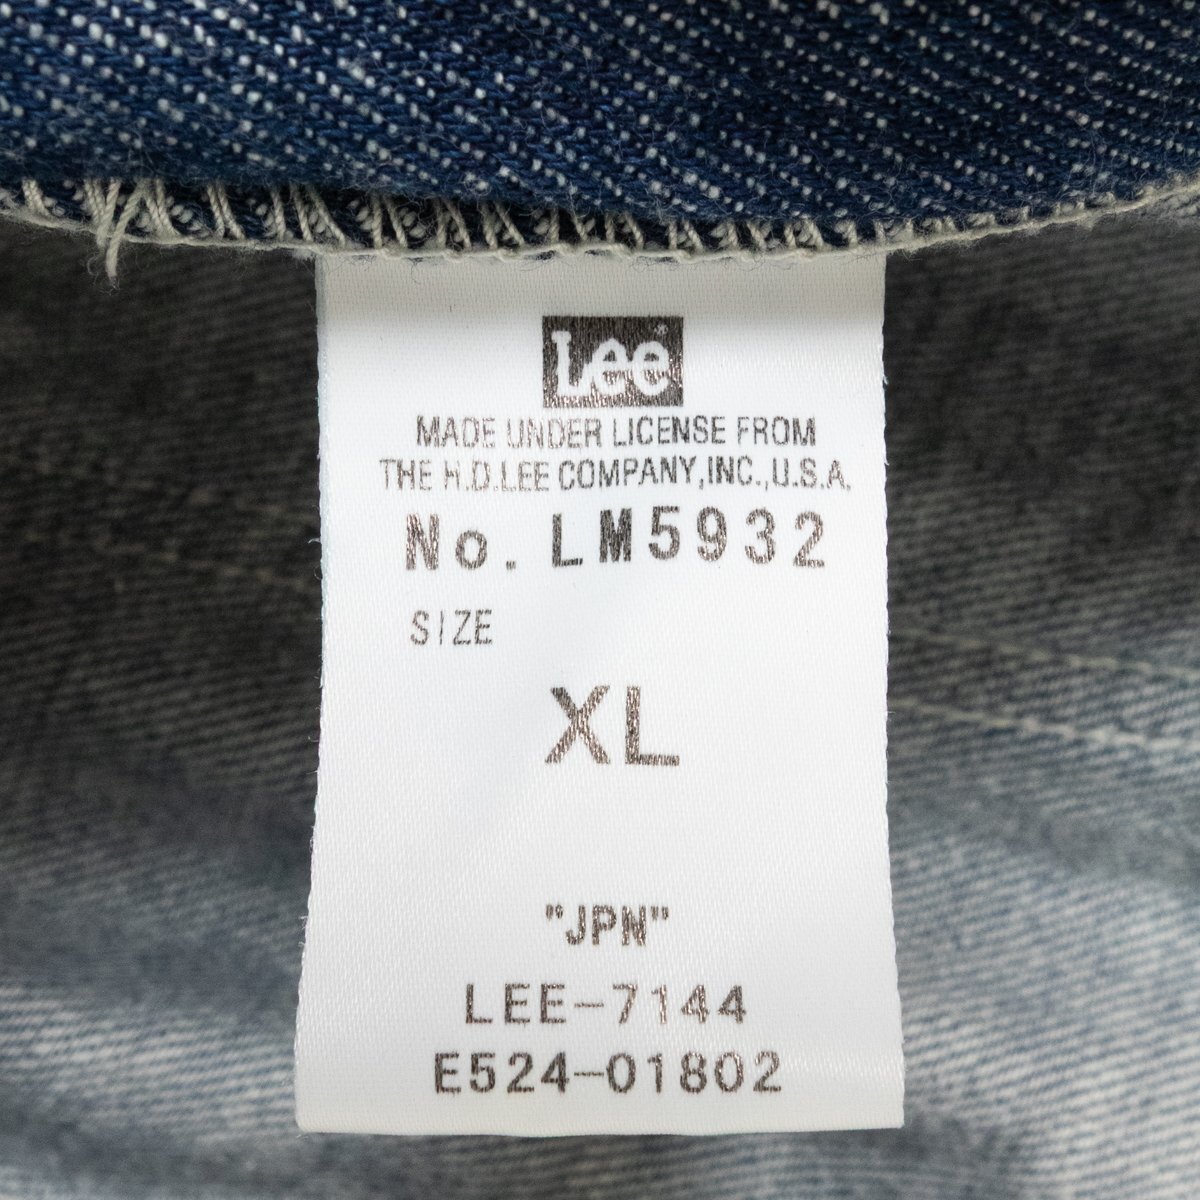 Lee®
MADE UNDER LICENSE FROM
THE H.D.LEE COMPANY,INC.,U.S.A.
No. LM5932
SIZE
XL
"JPN"
LEE-7144
E524-01802